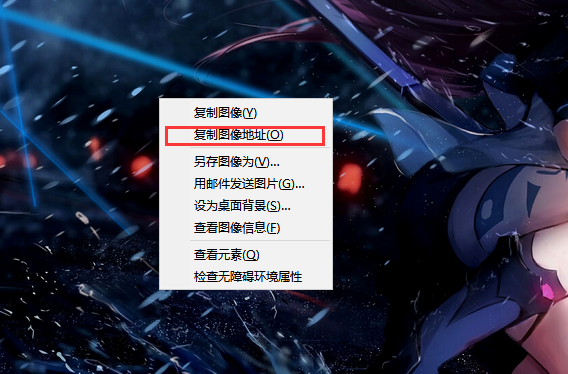 复制图像(Y)
复制图像地址(O)
另存图像为(V)...
用邮件发送图片(G)...
设为桌面背景(S)...
查看图像信息(F)
查看元素(Q)
检查无障碍环境属性